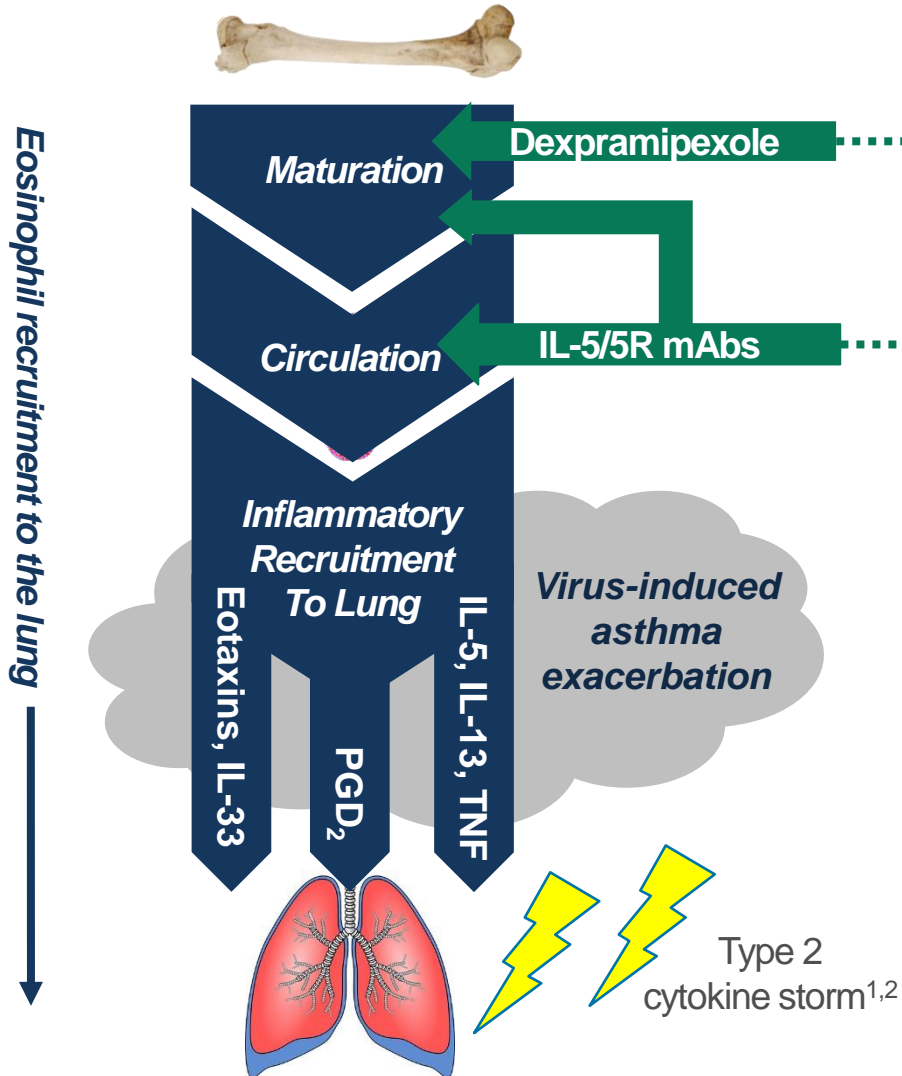 Eosinophil recruitment to the lung
Maturation
Dexpramipexole
Circulation
IL-5/5R mAbs
Inflammatory
Recruitment
To Lung
Eotaxins, IL-33
PGD₂
IL-5, IL-13, TNF
Virus-induced
asthma
exacerbation
Type 2
cytokine storm¹,²